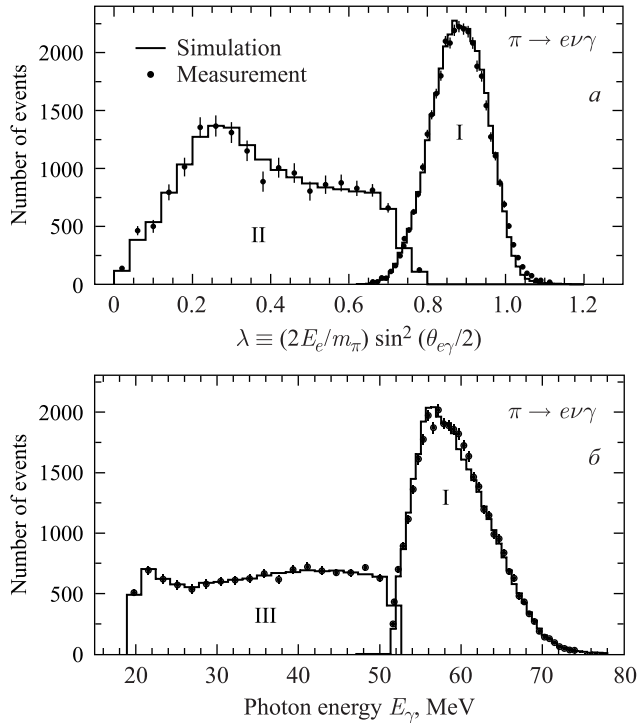 2000
1500
1000
500
0
Number of events
Simulation
Measurement
π → eνγ
a
I
II
0 0.2 0.4 0.6 0.8 1.0 1.2
λ ≡ (2E_e/m_π) sin² (θ_eγ/2)
2000
1500
1000
500
0
Number of events
π → eνγ
б
I
III
20 30 40 50 60 70 80
Photon energy E_γ, MeV